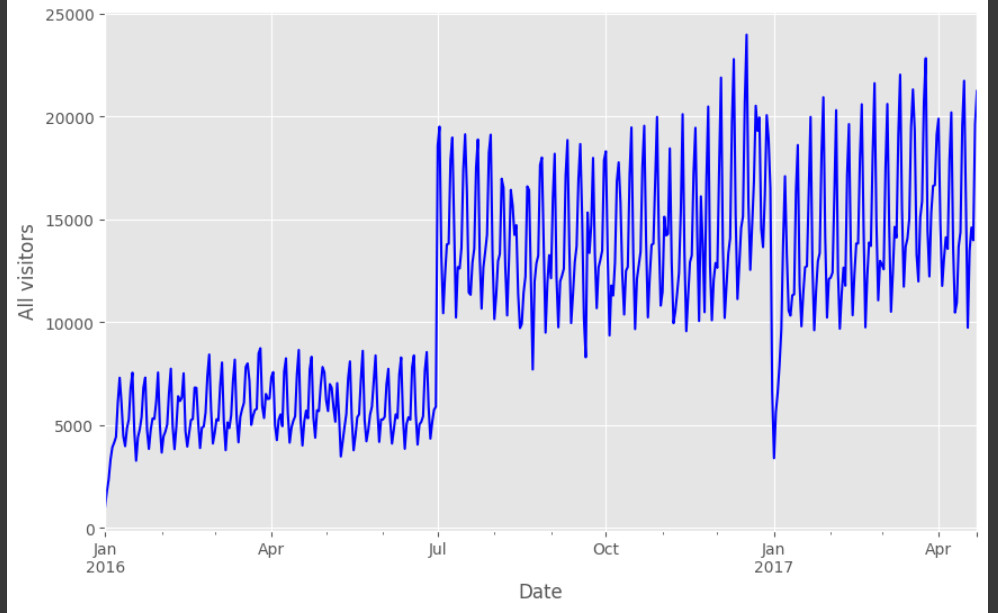 25000
20000
15000
10000
5000
0
All visitors
Jan
2016
Apr
Jul
Oct
Jan
2017
Apr
Date